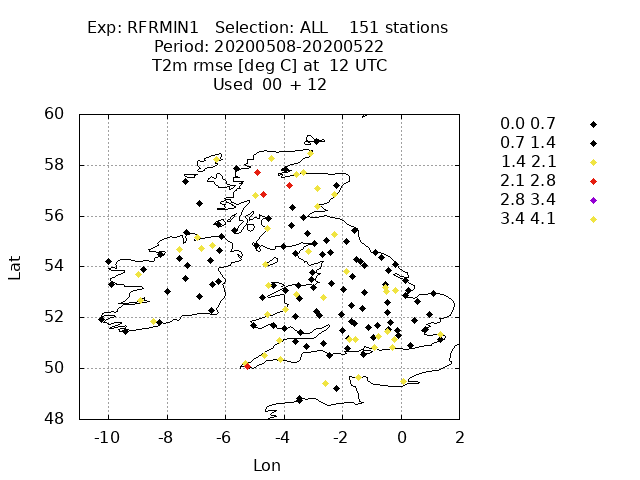 Exp: RFRMIN1 Selection: ALL 151 stations
Period: 20200508-20200522
T2m rmse [deg C] at 12 UTC
Used 00 + 12
60
58
56
54
52
50
48
Lat
-10 -8 -6 -4 -2 0 2
Lon
0.0 0.7
0.7 1.4
1.4 2.1
2.1 2.8
2.8 3.4
3.4 4.1